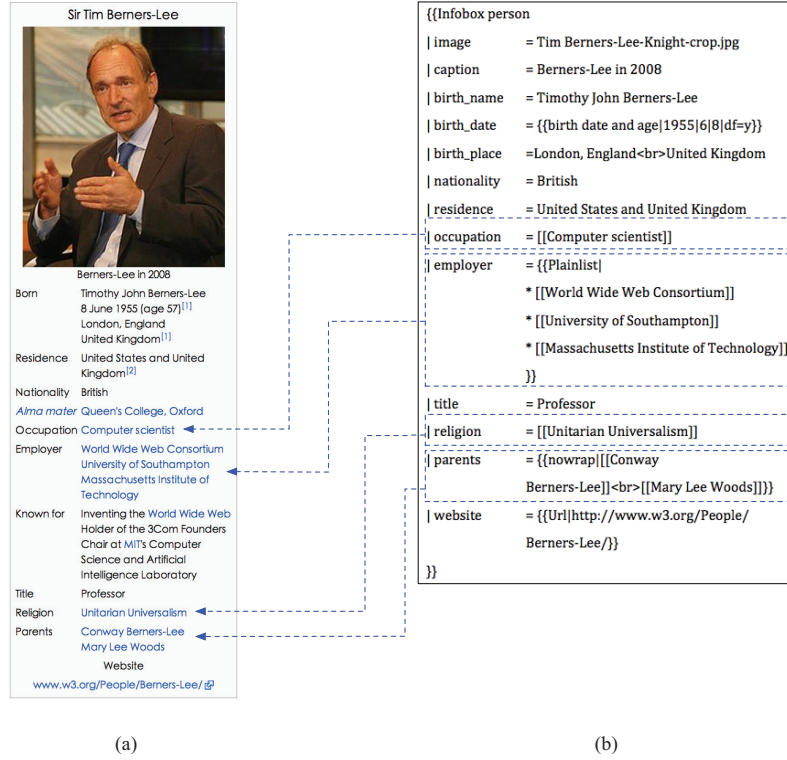 Sir Tim Berners-Lee
Berners-Lee in 2008
Born Timothy John Berners-Lee
8 June 1955 (age 57)[1]
London, England
United Kingdom[1]
Residence United States and United
Kingdom[2]
Nationality British
Alma mater Queen's College, Oxford
Occupation Computer scientist
Employer World Wide Web Consortium
University of Southampton
Massachusetts Institute of
Technology
Known for Inventing the World Wide Web
Holder of the 3Com Founders
Chair at MIT's Computer
Science and Artificial
Intelligence Laboratory
Title Professor
Religion Unitarian Universalism
Parents Conway Berners-Lee
Mary Lee Woods
Website
www.w3.org/People/Berners-Lee/
(a)
{{Infobox person
| image = Tim Berners-Lee-Knight-crop.jpg
| caption = Berners-Lee in 2008
| birth_name = Timothy John Berners-Lee
| birth_date = {{birth date and age|1955|6|8|df=y}}
| birth_place =London, England<br>United Kingdom
| nationality = British
| residence = United States and United Kingdom
| occupation = [[Computer scientist]]
| employer = {{Plainlist|
* [[World Wide Web Consortium]]
* [[University of Southampton]]
* [[Massachusetts Institute of Technology]]
}}
| title = Professor
| religion = [[Unitarian Universalism]]
| parents = {{nowrap|[[Conway
Berners-Lee]]<br>[[Mary Lee Woods]]}}
| website = {{Url|http://www.w3.org/People/
Berners-Lee/}}
}}
(b)